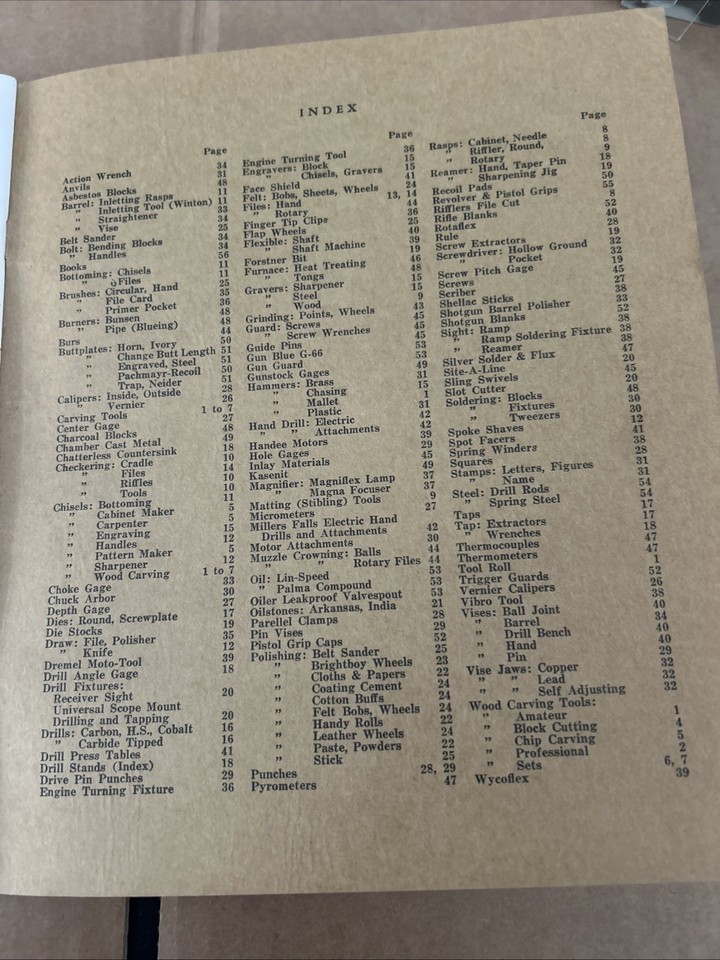 INDEX
Page
Action Wrench 34
Anvils 31
Asbestos Blocks 48
Barrel: Inletting Rasps 11
" Inletting Tool (Winton) 11
" Straightener 33
" Vise 34
Belt Sander 25
Bolt: Bending Blocks 34
" Handles 34
Books 56
Bottoming: Chisels 11
" Files 11
Brushes: Circular, Hand 25
" File Card 35
" Primer Pocket 36
Burners: Bunsen 48
" Pipe (Blueing) 48
Burs 44
Buttplates: Horn, Ivory 50
" Change Butt Length 51
" Engraved, Steel 51
" Pachmayr-Recoil 50
" Trap, Neider 51
Calipers: Inside, Outside 28
" Vernier 26
Carving Tools 1 to 7
Center Gage 27
Charcoal Blocks 48
Chamber Cast Metal 49
Chatterless Countersink 18
Checkering: Cradle 10
" Files 14
" Riffles 10
" Tools 10
Chisels: Bottoming 11
" Cabinet Maker 5
" Carpenter 5
" Engraving 15
" Handles 12
" Pattern Maker 5
" Sharpener 12
" Wood Carving 1 to 7
Choke Gage 33
Chuck Arbor 30
Depth Gage 27
Dies: Round, Screwplate 17
Die Stocks 19
Draw: File, Polisher 35
" Knife 12
Dremel Moto-Tool 39
Drill Angle Gage 18
Drill Fixtures:
Receiver Sight 20
Universal Scope Mount
Drilling and Tapping 20
Drills: Carbon, H.S., Cobalt 16
" Carbide Tipped 16
Drill Press Tables 41
Drill Stands (Index) 18
Drive Pin Punches 29
Engine Turning Fixture 36
Page
Engine Turning Tool 36
Engravers: Block 15
" Chisels, Gravers 15
Face Shield 41
Felt: Bobs, Sheets, Wheels 24
Files: Hand 13, 14
" Rotary 44
Finger Tip Clips 36
Flap Wheels 25
Flexible: Shaft 40
" Shaft Machine 39
Forstner Bit 19
Furnace: Heat Treating 46
" Tongs 48
Gravers: Sharpener 15
" Steel 15
" Wood 9
Grinding: Points, Wheels 43
Guard: Screws 45
" Screw Wrenches 45
Guide Pins 45
Gun Blue G-66 53
Gun Guard 53
Gunstock Gages 49
Hammers: Brass 31
" Chasing 15
" Mallet 1
" Plastic 31
Hand Drill: Electric 42
" " Attachments 42
Handee Motors 39
Hole Gages 29
Inlay Materials 45
Kasenit 49
Magnifier: Magniflex Lamp 37
" Magna Focuser 37
Matting (Stibling) Tools 9
Micrometers 27
Millers Falls Electric Hand
Drills and Attachments 42
Motor Attachments 30
Muzzle Crowning: Balls 44
" " Rotary Files 44
Oil: Lin-Speed 53
" Palma Compound 53
Oiler Leakproof Valvespout 53
Oilstones: Arkansas, India 21
Parellel Clamps 28
Pin Vises 29
Pistol Grip Caps 52
Polishing: Belt Sander 25
" Brightboy Wheels 23
" Cloths & Papers 22
" Coating Cement 24
" Cotton Buffs 24
" Felt Bobs, Wheels 24
" Handy Rolls 22
" Leather Wheels 24
" Paste, Powders 22
" Stick 25
Punches 28, 29
Pyrometers 47
Page
Rasps: Cabinet, Needle 8
" Riffler, Round, 8
" Rotary 9
Reamer: Hand, Taper Pin 18
" Sharpening Jig 19
Recoil Pads 50
Revolver & Pistol Grips 55
Rifflers File Cut 8
Rifle Blanks 52
Rotaflex 40
Rule 28
Screw Extractors 19
Screwdriver: Hollow Ground 32
" Pocket 32
Screw Pitch Gage 19
Screws 45
Scriber 27
Shellac Sticks 38
Shotgun Barrel Polisher 33
Shotgun Blanks 52
Sight: Ramp 38
" Ramp Soldering Fixture 38
" Reamer 38
Silver Solder & Flux 47
Site-A-Line 20
Sling Swivels 45
Slot Cutter 20
Soldering: Blocks 48
" Fixtures 30
" Tweezers 30
Spoke Shaves 12
Spot Facers 41
Spring Winders 38
Squares 28
Stamps: Letters, Figures 31
" Name 31
Steel: Drill Rods 54
" Spring Steel 54
Taps 17
Tap: Extractors 17
" Wrenches 18
Thermocouples 47
Thermometers 47
Tool Roll 1
Trigger Guards 52
Vernier Calipers 26
Vibro Tool 38
Vises: Ball Joint 40
" Barrel 34
" Drill Bench 40
" Hand 40
" Pin 29
Vise Jaws: Copper 32
" " Lead 32
" " Self Adjusting 32
Wood Carving Tools:
" Amateur 1
" Block Cutting 4
" Chip Carving 5
" Professional 2
" Sets 6, 7
Wycoflex 39